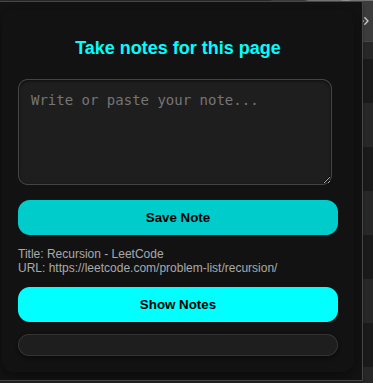 Take notes for this page
Write or paste your note...
Save Note
Title: Recursion - LeetCode
URL: https://leetcode.com/problem-list/recursion/
Show Notes